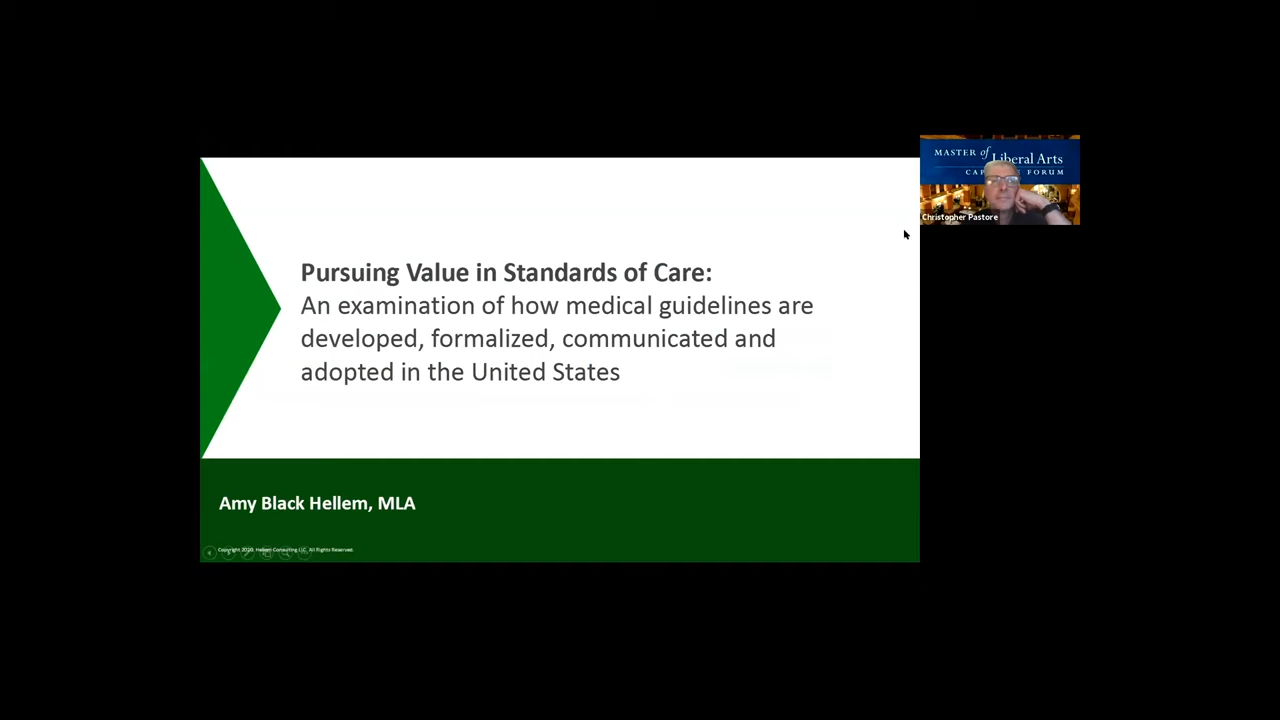 Pursuing Value in Standards of Care:
An examination of how medical guidelines are
developed, formalized, communicated and
adopted in the United States
Amy Black Hellem, MLA
Copyright 2020, Hellem Consulting LLC. All Rights Reserved.
MASTER of Liberal Arts
FORUM
Christopher Pastore